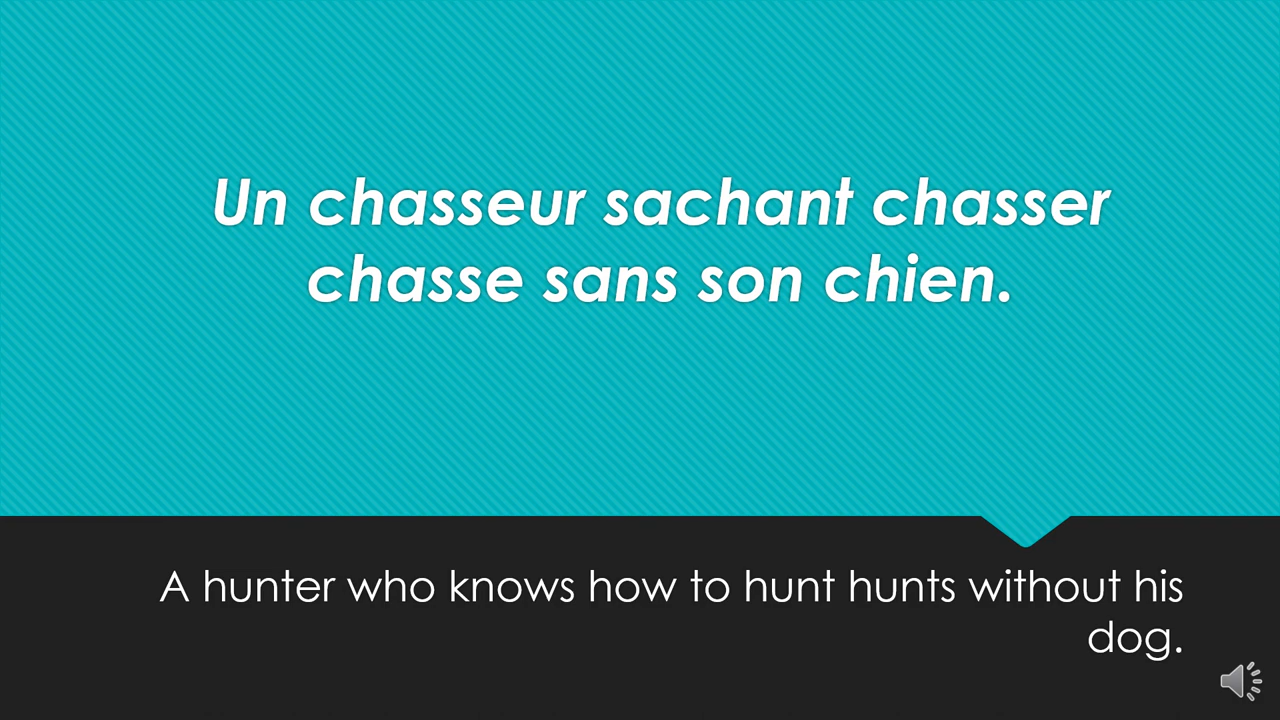 Un chasseur sachant chasser
chasse sans son chien.
A hunter who knows how to hunt hunts without his
dog.